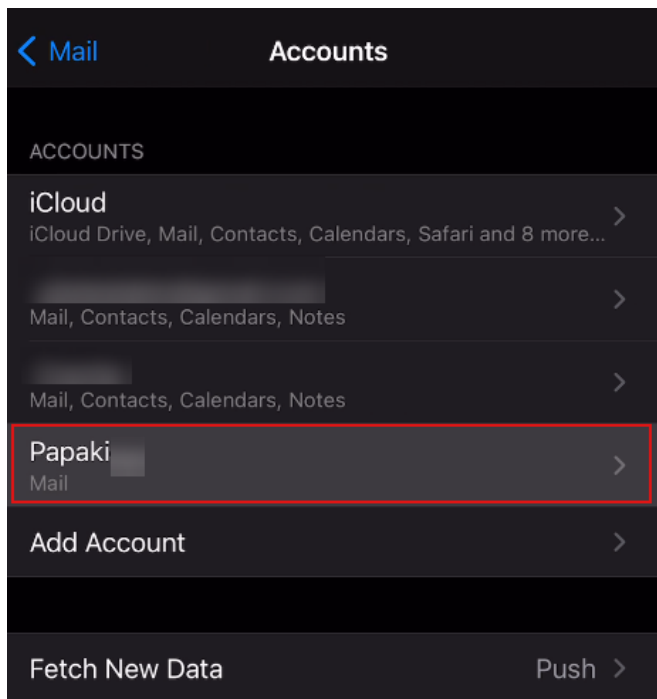 Mail
Accounts
ACCOUNTS
iCloud
iCloud Drive, Mail, Contacts, Calendars, Safari and 8 more...
Mail, Contacts, Calendars, Notes
Mail, Contacts, Calendars, Notes
Papaki
Mail
Add Account
Fetch New Data Push